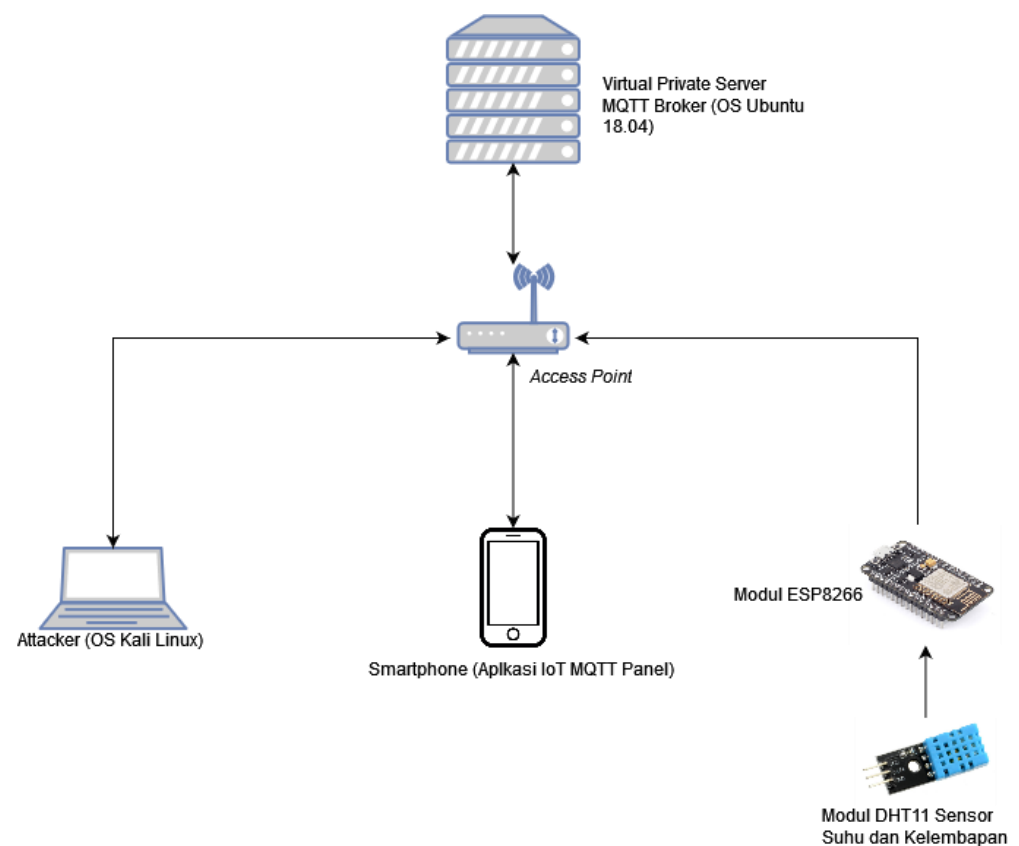 Virtual Private Server
MQTT Broker (OS Ubuntu
18.04)
Access Point
Modul ESP8266
Attacker (OS Kali Linux)
Smartphone (Aplkasi IoT MQTT Panel)
Modul DHT11 Sensor
Suhu dan Kelembapan